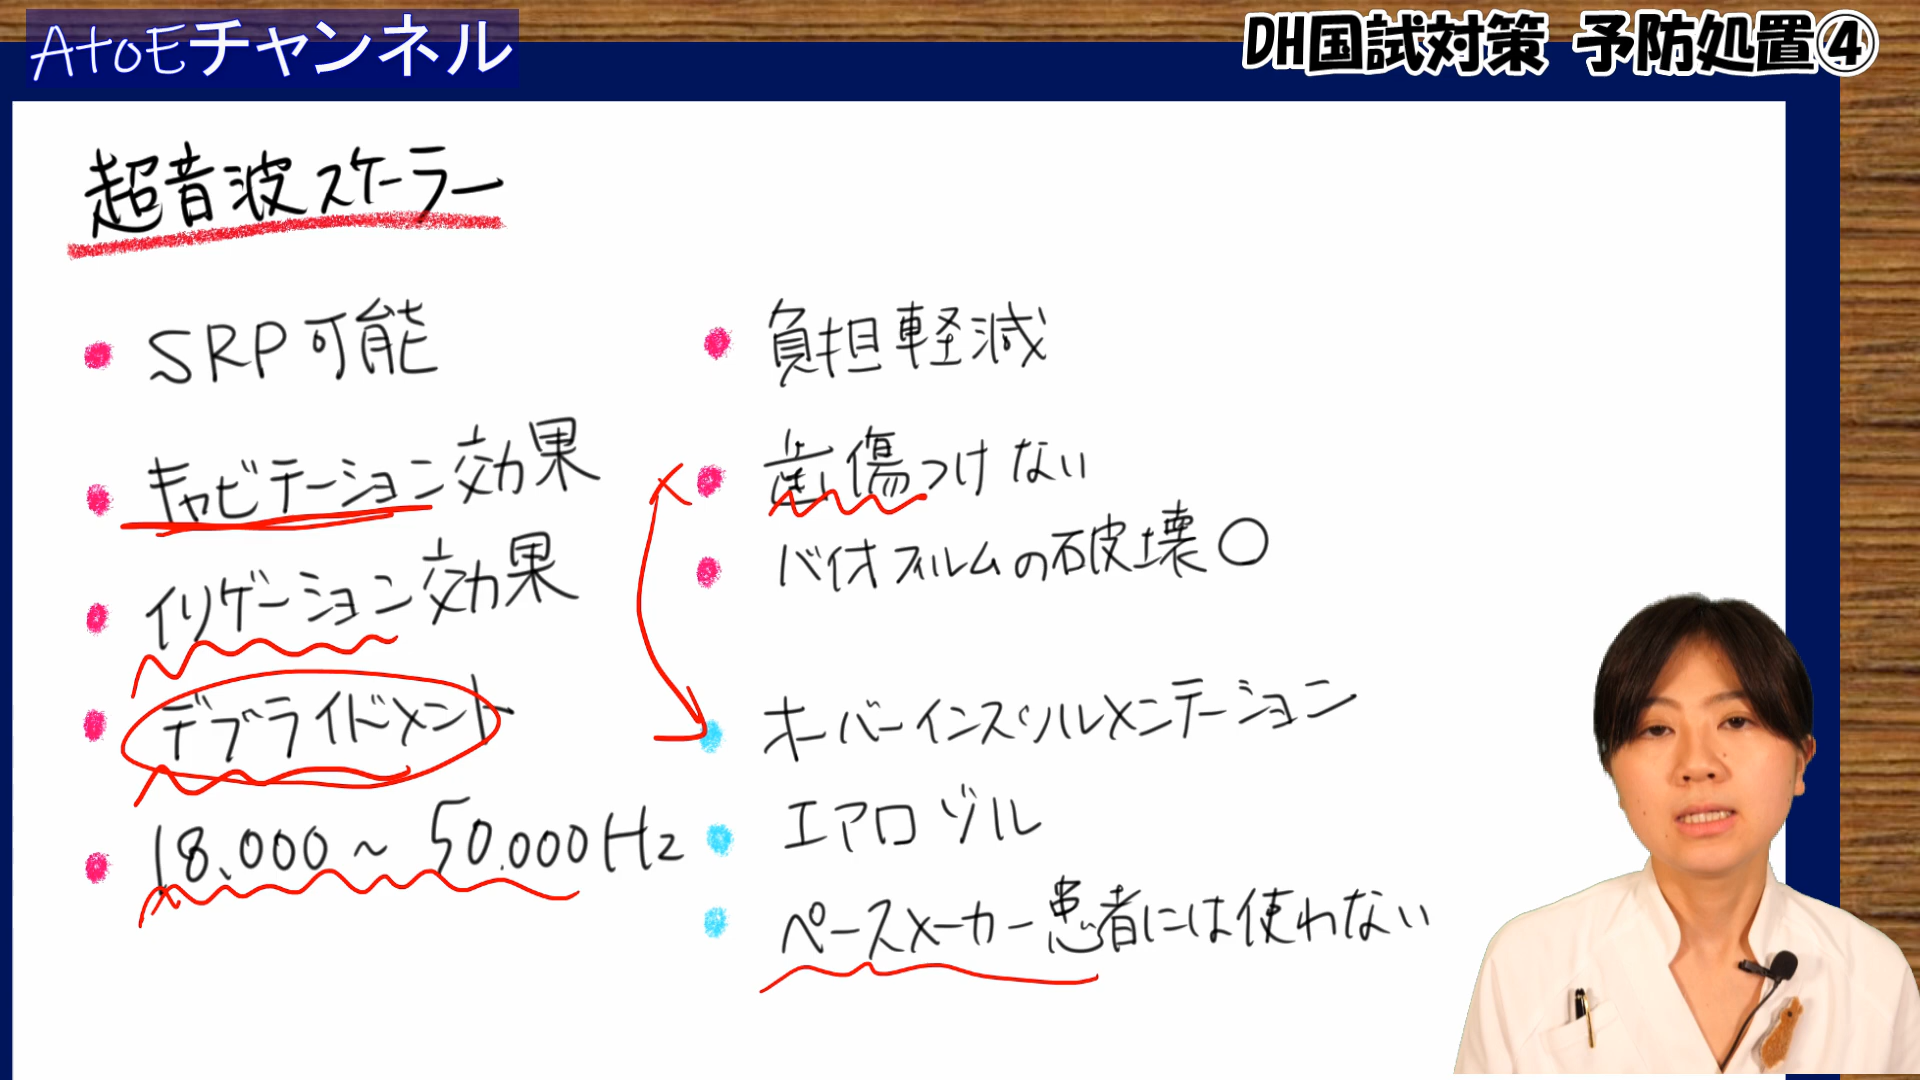 AtoEチャンネル
DH国試対策 予防処置④
超音波スケーラー
SRP可能
キャビテーション効果
イリゲーション効果
デブライドメント
18,000～50,000Hz
負担軽減
歯傷つけない
バイオフィルムの破壊〇
オーバーインスツルメンテーション
エアロゾル
ペースメーカー患者には使わない